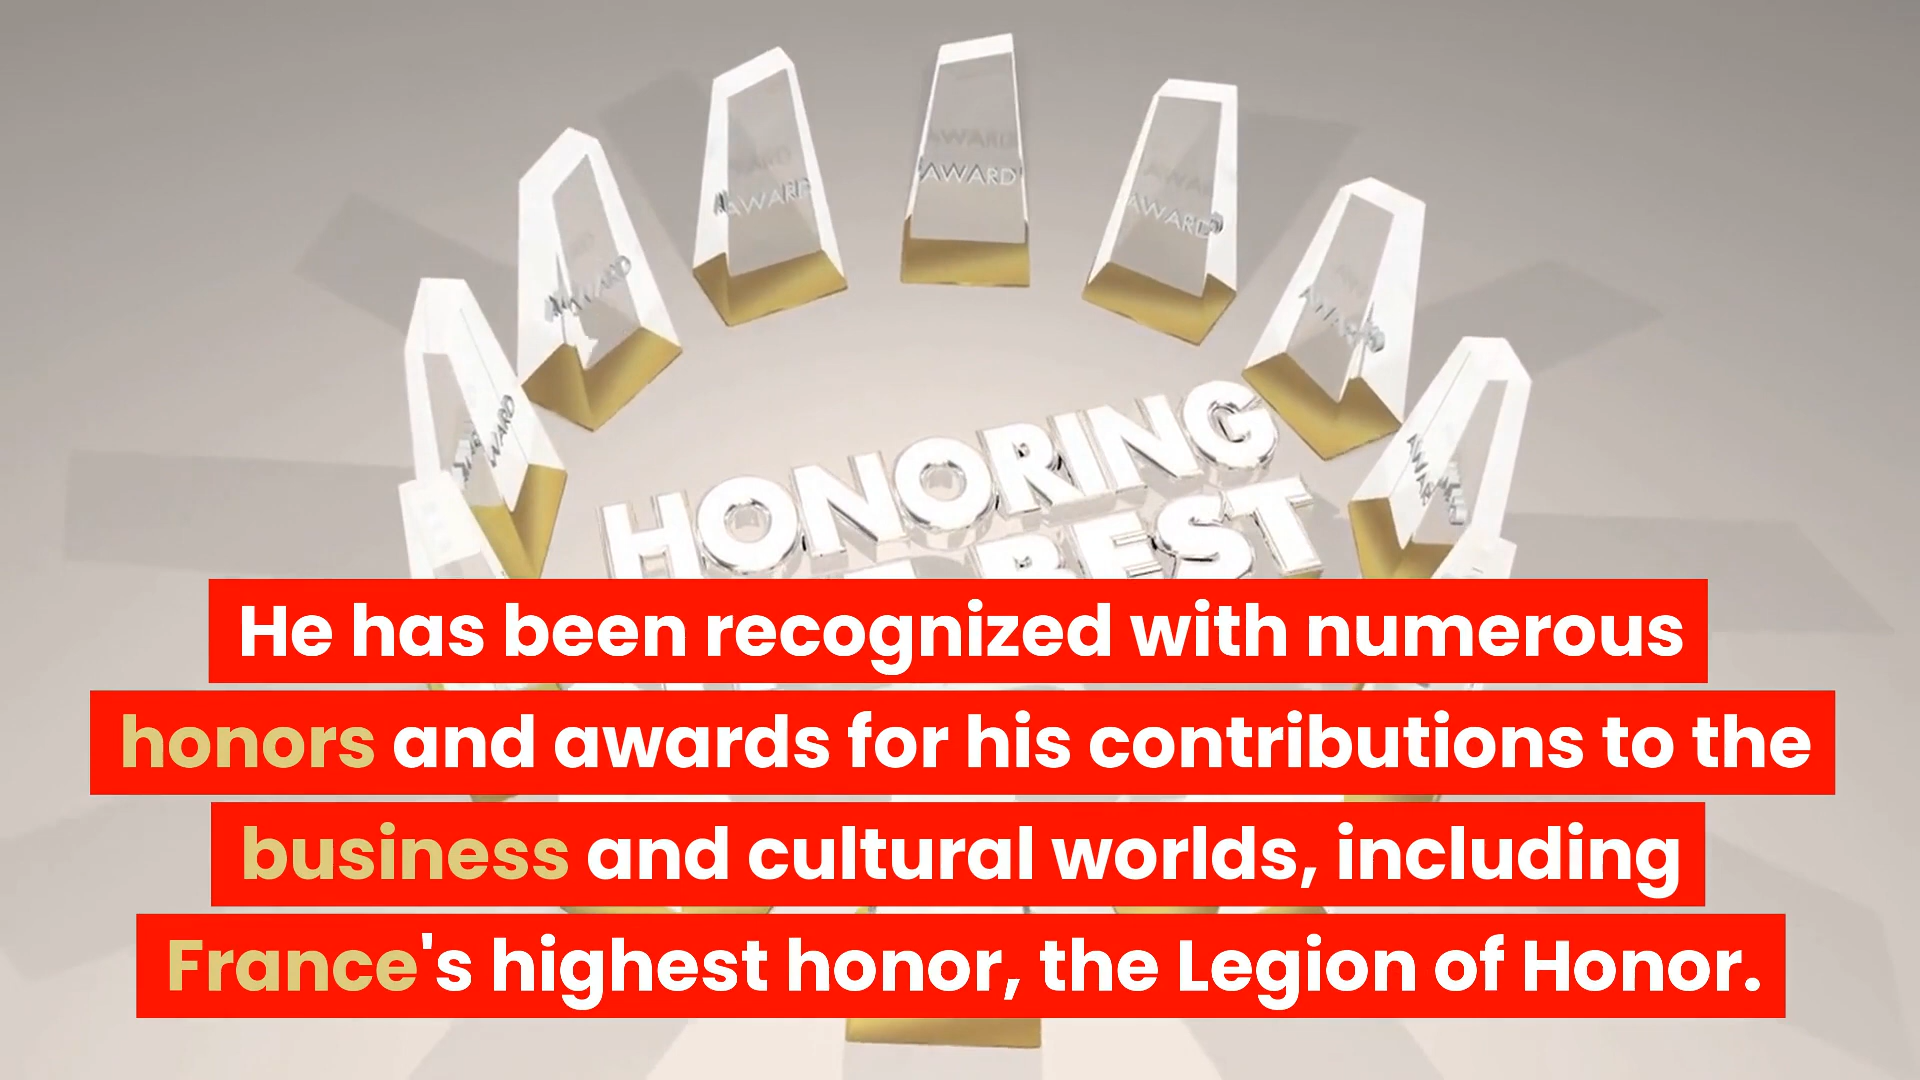 AWARD
AWARD
AWARD
AWARD
AWARD
AWARD
AWARD
HONORING
BEST
He has been recognized with numerous
honors and awards for his contributions to the
business and cultural worlds, including
France's highest honor, the Legion of Honor.